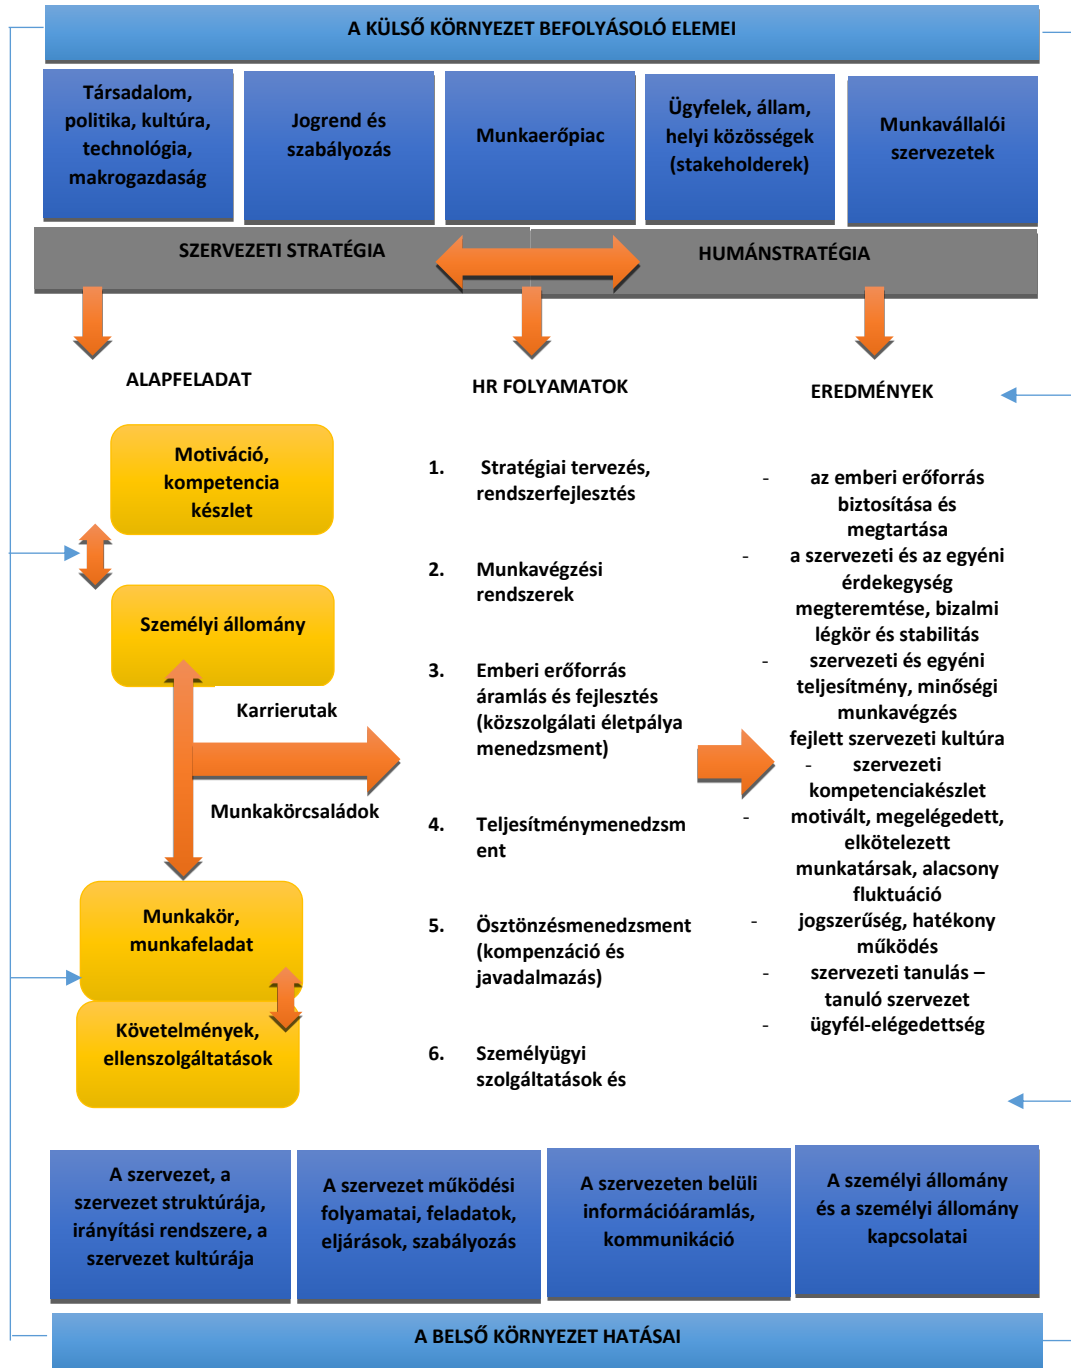 A KÜLSŐ KÖRNYEZET BEFOLYÁSOLÓ ELEMEI
Társadalom,
politika, kultúra,
technológia,
makrogazdaság
Jogrend és
szabályozás
Munkaerőpiac
Ügyfelek, állam,
helyi közösségek
(stakeholderek)
Munkavállalói
szervezetek
SZERVEZETI STRATÉGIA
HUMÁNSTRATÉGIA
ALAPFELADAT
Motiváció,
kompetencia
készlet
Személyi állomány
Karrierutak
Munkakörcsaládok
Munkakör,
munkafeladat
Követelmények,
ellenszolgáltatások
HR FOLYAMATOK
1. Stratégiai tervezés,
rendszerfejlesztés
2. Munkavégzési
rendszerek
3. Emberi erőforrás
áramlás és fejlesztés
(közszolgálati életpálya
menedzsment)
4. Teljesítménymenedzsm
ent
5. Ösztönzésmenedzsment
(kompenzáció és
javadalmazás)
6. Személyügyi
szolgáltatások és
EREDMÉNYEK
- az emberi erőforrás
biztosítása és
megtartása
- a szervezeti és az egyéni
érdekegység
megteremtése, bizalmi
légkör és stabilitás
- szervezeti és egyéni
teljesítmény, minőségi
munkavégzés
fejlett szervezeti kultúra
- szervezeti
kompetenciakészlet
- motivált, megelégedett,
elkötelezett
munkatársak, alacsony
fluktuáció
- jogszerűség, hatékony
működés
- szervezeti tanulás –
tanuló szervezet
- ügyfél-elégedettség
A szervezet, a
szervezet struktúrája,
irányítási rendszere, a
szervezet kultúrája
A szervezet működési
folyamatai, feladatok,
eljárások, szabályozás
A szervezeten belüli
információáramlás,
kommunikáció
A személyi állomány
és a személyi állomány
kapcsolatai
A BELSŐ KÖRNYEZET HATÁSAI